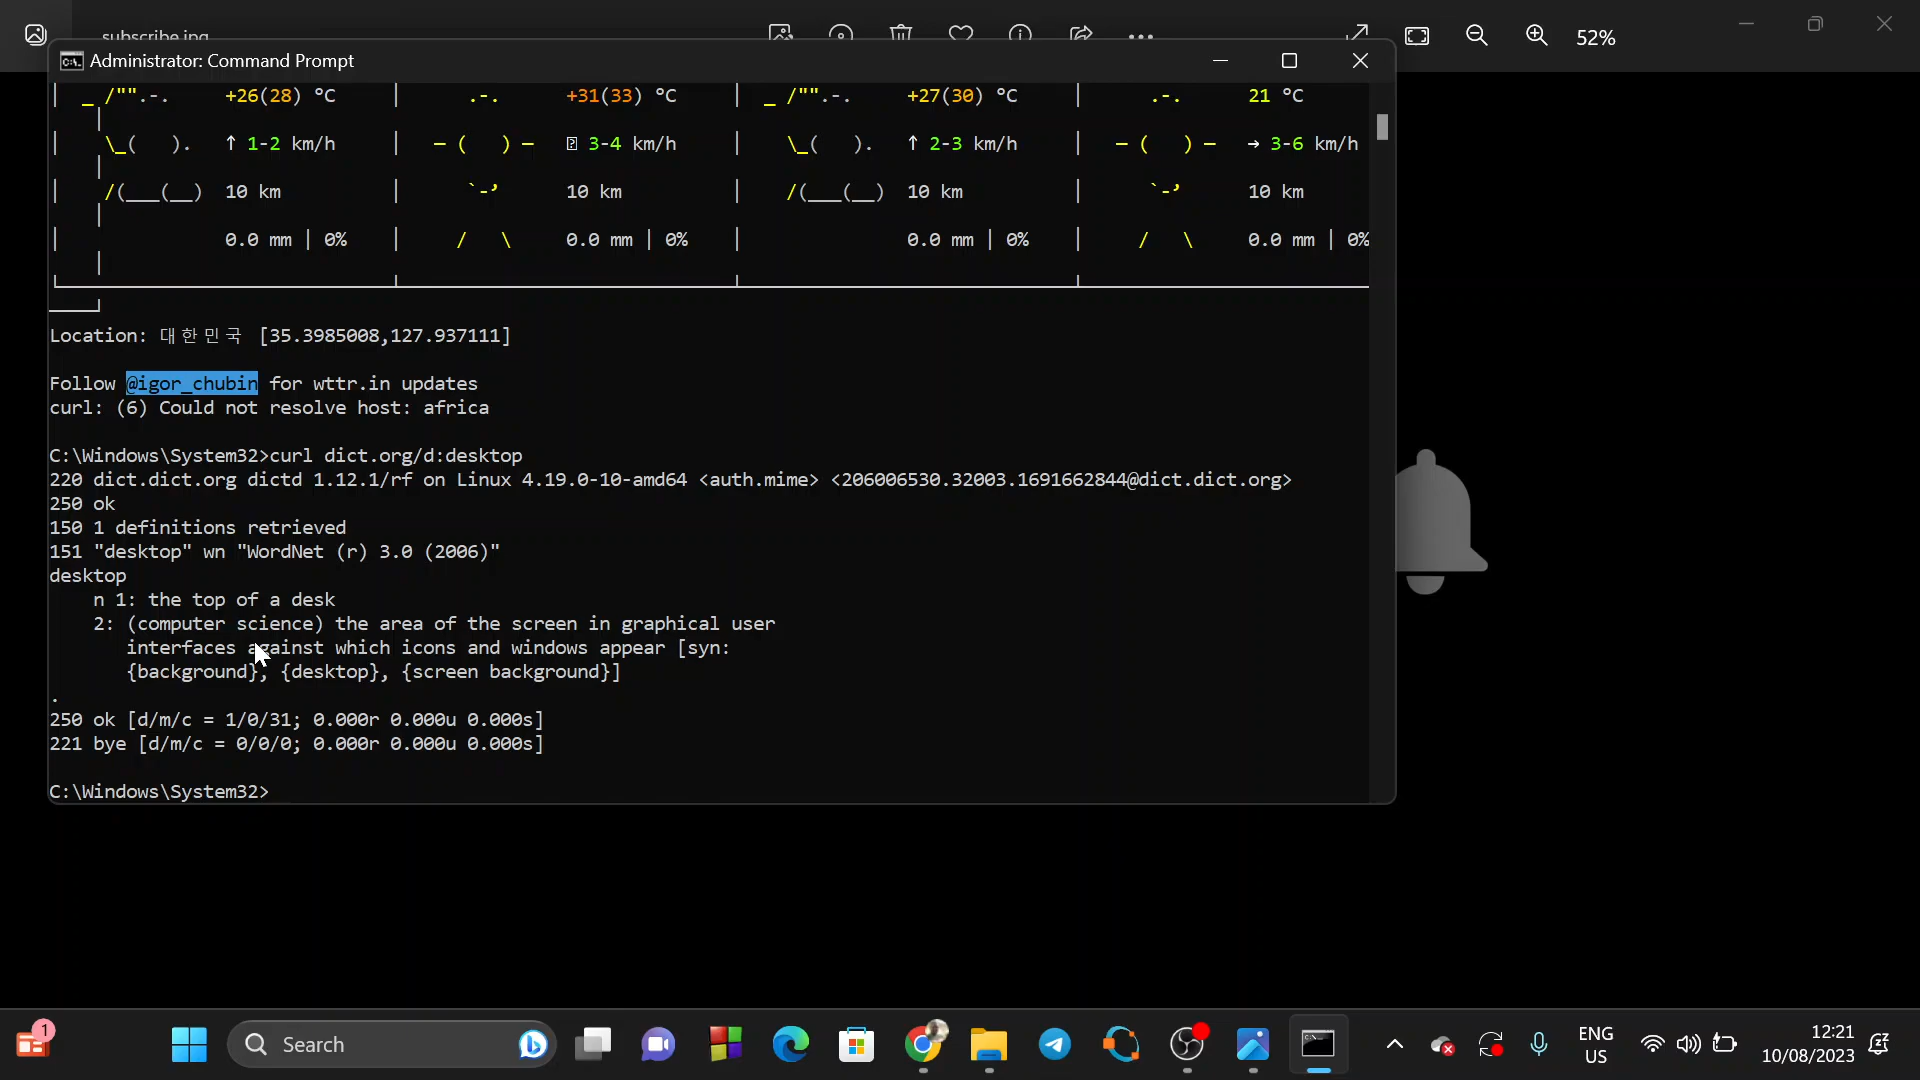 subscribe.jpg
52%
Administrator: Command Prompt
+26(28) °C +31(33) °C +27(30) °C 21 °C
↑ 1-2 km/h 3-4 km/h ↑ 2-3 km/h → 3-6 km/h
10 km 10 km 10 km 10 km
0.0 mm | 0% 0.0 mm | 0% 0.0 mm | 0% 0.0 mm | 0%
Location: 대한민국 [35.3985008,127.937111]
Follow @igor_chubin for wttr.in updates
curl: (6) Could not resolve host: africa
C:\Windows\System32>curl dict.org/d:desktop
220 dict.dict.org dictd 1.12.1/rf on Linux 4.19.0-10-amd64 <auth.mime> <206006530.32003.1691662844@dict.dict.org>
250 ok
150 1 definitions retrieved
151 "desktop" wn "WordNet (r) 3.0 (2006)"
desktop
n 1: the top of a desk
2: (computer science) the area of the screen in graphical user
interfaces against which icons and windows appear [syn:
{background}, {desktop}, {screen background}]
.
250 ok [d/m/c = 1/0/31; 0.000r 0.000u 0.000s]
221 bye [d/m/c = 0/0/0; 0.000r 0.000u 0.000s]
C:\Windows\System32>
1
Search
ENG
US
12:21
10/08/2023